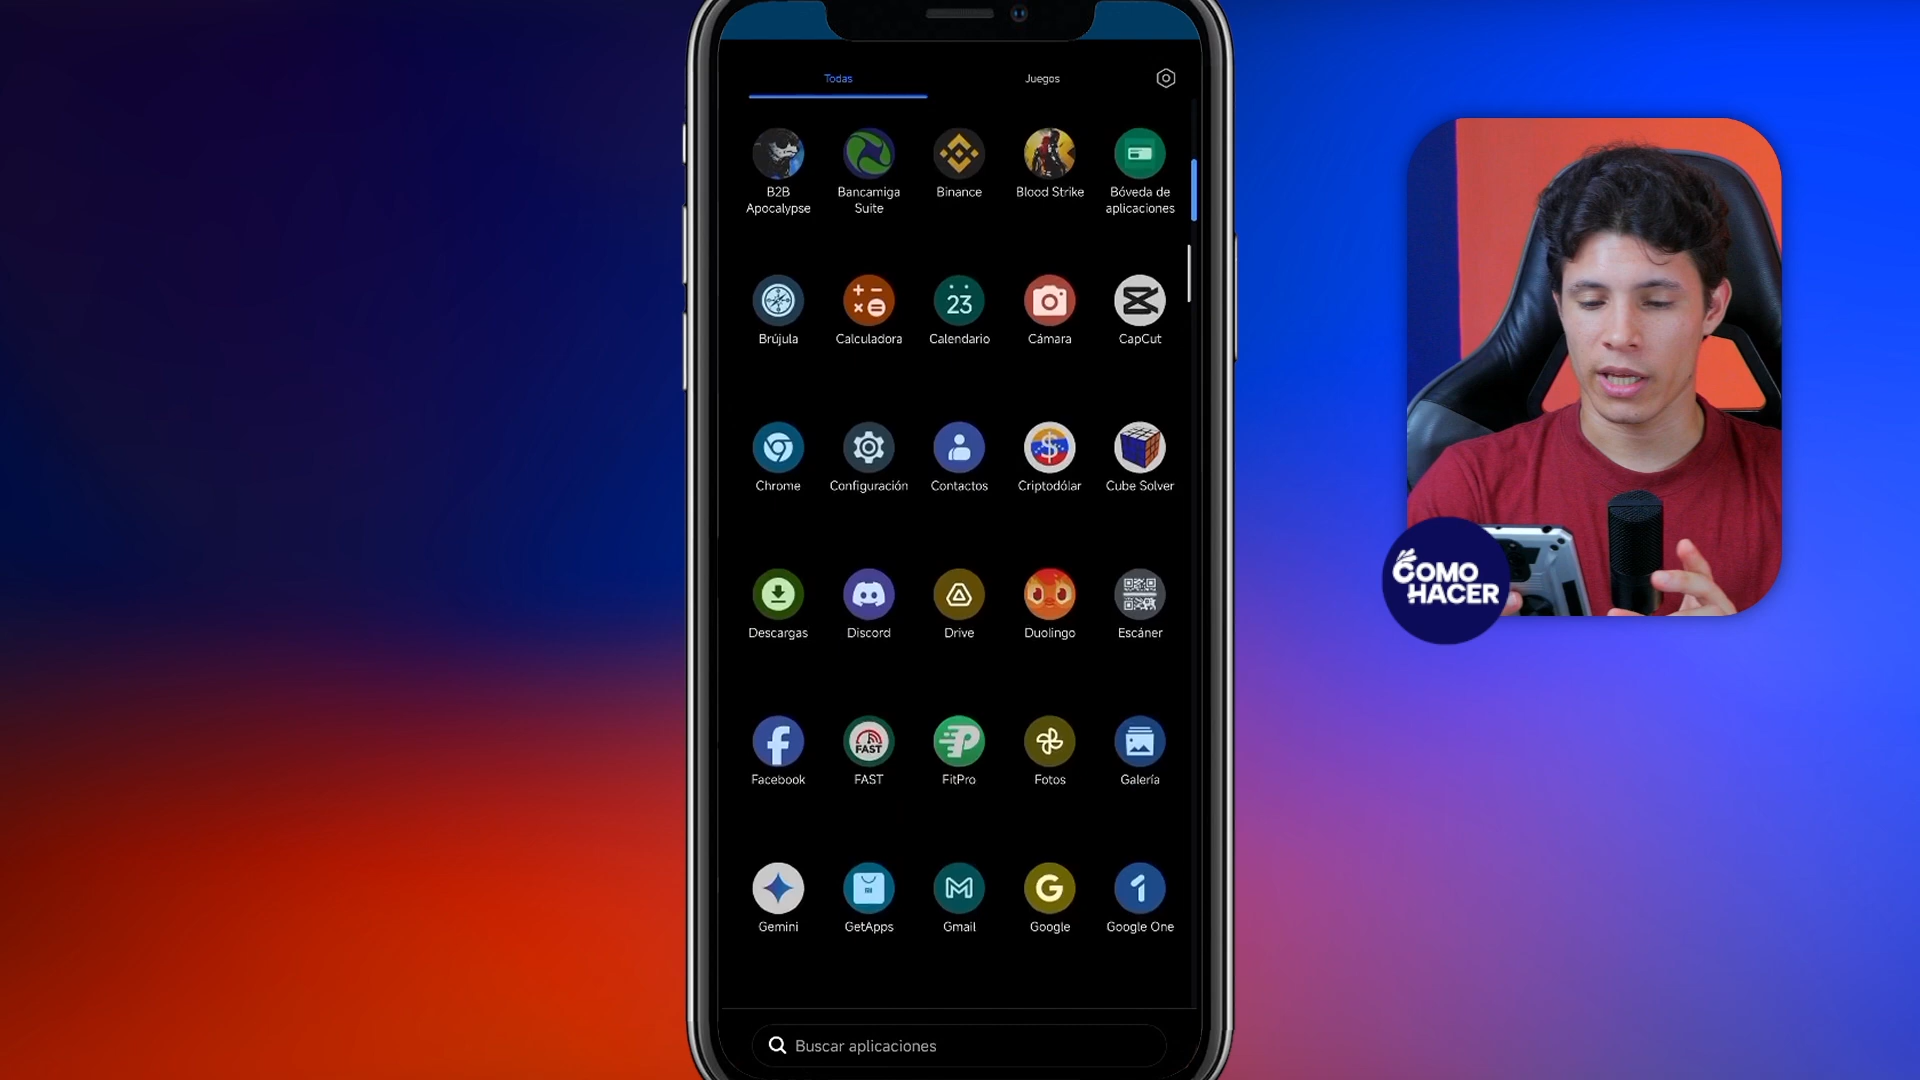 Todas
Juegos
B2B
Apocalypse
Bancamiga
Suite
Binance
Blood Strike
Bóveda de
aplicaciones
Brújula
Calculadora
23
Calendario
Cámara
CapCut
Chrome
Configuración
Contactos
Criptodólar
Cube Solver
Descargas
Discord
Drive
Duolingo
Escáner
Facebook
FAST
FAST
FitPro
Fotos
Galería
Gemini
GetApps
Gmail
Google
Google One
Buscar aplicaciones
COMO
HACER